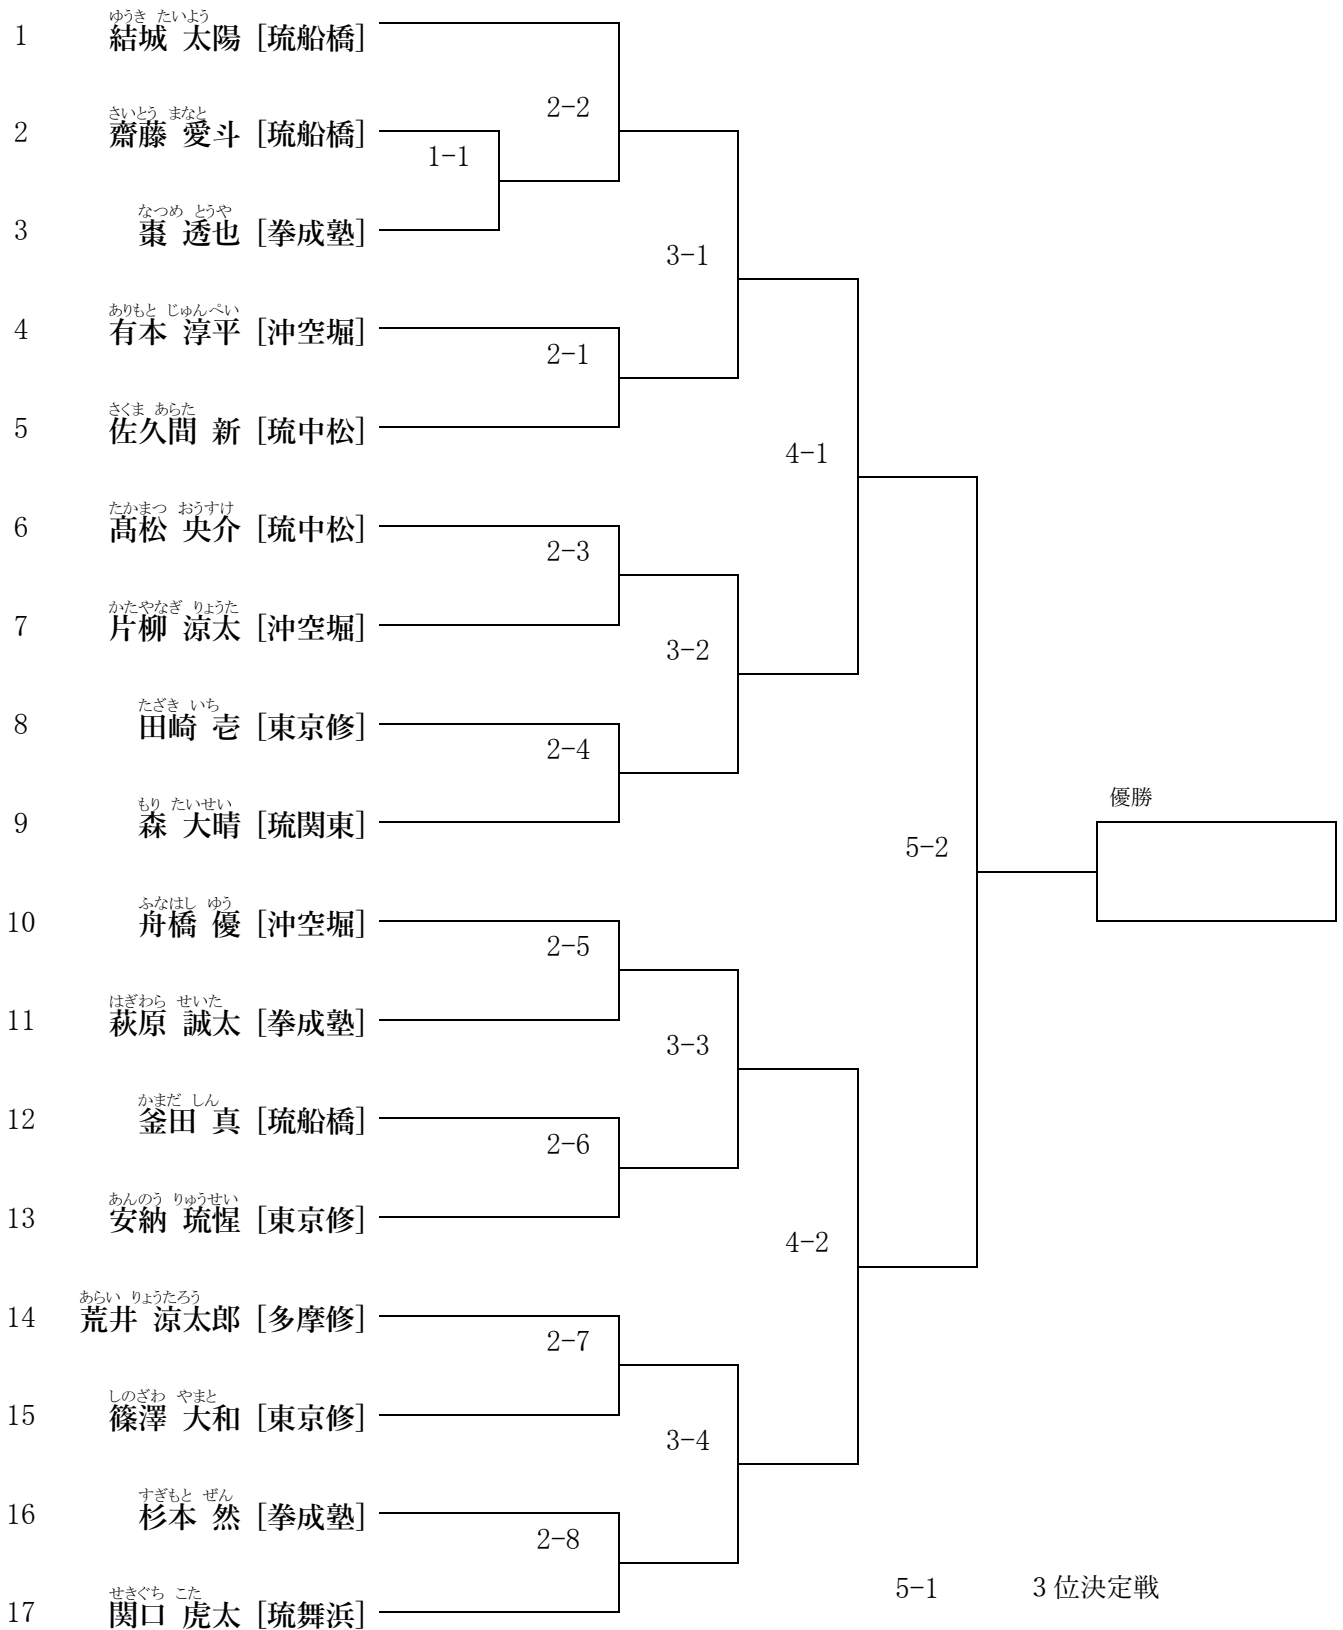 ゆうき たいよう
1 結城 太陽 [琉船橋]
2-2
さいとう まなと
2 齋藤 愛斗 [琉船橋]
1-1
なつめ とうや
3 棗 透也 [拳成塾]
3-1
ありもと じゅんぺい
4 有本 淳平 [沖空堀]
2-1
さくま あらた
5 佐久間 新 [琉中松]
4-1
たかまつ おうすけ
6 髙松 央介 [琉中松]
2-3
かたやなぎ りょうた
7 片柳 涼太 [沖空堀]
3-2
たざき いち
8 田崎 壱 [東京修]
2-4
もり たいせい
9 森 大晴 [琉関東]
優勝
5-2
ふなはし ゆう
10 舟橋 優 [沖空堀]
2-5
はぎわら せいた
11 萩原 誠太 [拳成塾]
3-3
かまだ しん
12 釜田 真 [琉船橋]
2-6
あんのう りゅうせい
13 安納 琉惺 [東京修]
4-2
あらい りょうたろう
14 荒井 涼太郎 [多摩修]
2-7
しのざわ やまと
15 篠澤 大和 [東京修]
3-4
すぎもと ぜん
16 杉本 然 [拳成塾]
2-8
5-1 3位決定戦
せきぐち こた
17 関口 虎太 [琉舞浜]